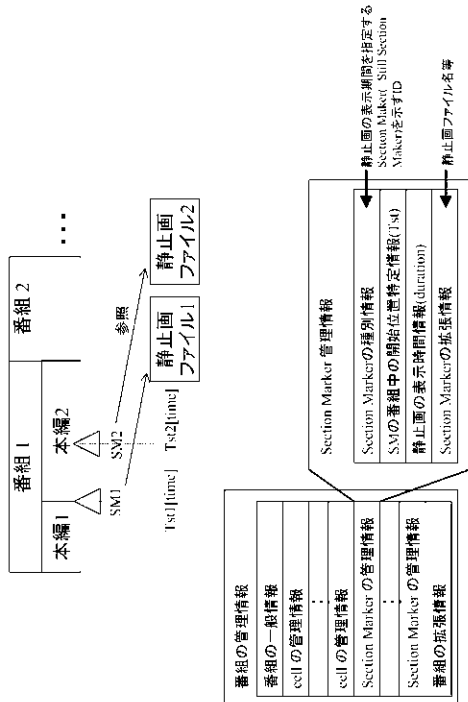 番組1
番組2
・・・
本編1
本編2
SM1
SM2
参照
Tst1[time]
Tst2[time]
静止画
ファイル1
静止画
ファイル2
番組の管理情報
番組の一般情報
cell の管理情報
cell の管理情報
Section Marker の管理情報
Section Marker の管理情報
番組の拡張情報
Section Marker 管理情報
Section Markerの種別情報
SMの番組中の開始位置特定情報(Tst)
静止画の表示時間情報(duration)
Section Markerの拡張情報
静止画の表示期間を指定する
Section Maker( Still Section
Maker)を示すID
静止画ファイル名等